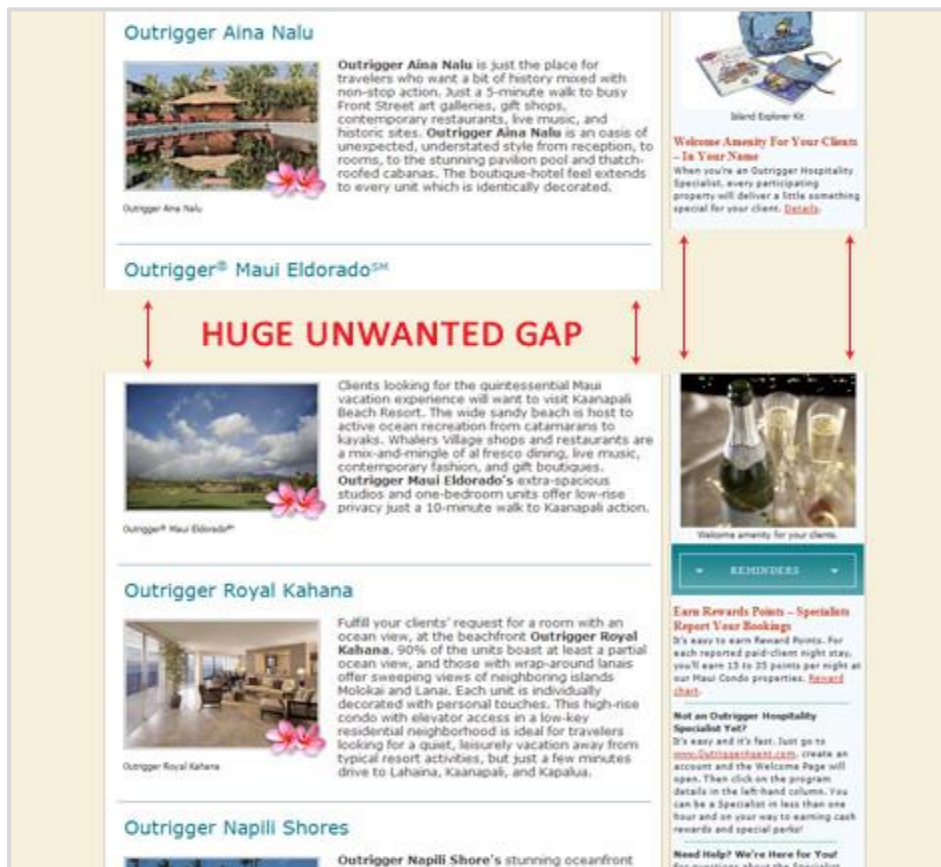 Outrigger Aina Nalu
Outrigger Aina Nalu is just the place for
travelers who want a bit of history mixed with
non-stop action. Just a 5-minute walk to busy
Front Street art galleries, gift shops,
contemporary restaurants, live music, and
historic sites. Outrigger Aina Nalu is an oasis of
unexpected, understated style from reception, to
rooms, to the stunning pavilion pool and thatch-
roofed cabanas. The boutique-hotel feel extends
to every unit which is identically decorated.
Outrigger Aina Nalu
Outrigger® Maui Eldorado℠
HUGE UNWANTED GAP
Clients looking for the quintessential Maui
vacation experience will want to visit Kaanapali
Beach Resort. The wide sandy beach is host to
active ocean recreation from catamarans to
kayaks. Whalers Village shops and restaurants are
a mix-and-mingle of al fresco dining, live music,
contemporary fashion, and gift boutiques.
Outrigger Maui Eldorado's extra-spacious
studios and one-bedroom units offer low-rise
privacy just a 10-minute walk to Kaanapali action.
Outrigger® Maui Eldorado℠
Outrigger Royal Kahana
Fulfill your clients' request for a room with an
ocean view, at the beachfront Outrigger Royal
Kahana. 90% of the units boast at least a partial
ocean view, and those with wrap-around lanais
offer sweeping views of neighboring islands
Molokai and Lanai. Each unit is individually
decorated with personal touches. This high-rise
condo with elevator access in a low-key
residential neighborhood is ideal for travelers
looking for a quiet, leisurely vacation away from
typical resort activities, but just a few minutes
drive to Lahaina, Kaanapali, and Kapalua.
Outrigger Royal Kahana
Outrigger Napili Shores
Outrigger Napili Shore's stunning oceanfront
Island Explorer Kit
Welcome Amenity For Your Clients
– In Your Name
When you're an Outrigger Hospitality
Specialist, every participating
property will deliver a little something
special for your client. Details.
Welcome amenity for your clients.
REMINDERS
Earn Rewards Points – Specialists
Report Your Bookings
It's easy to earn Reward Points. For
each reported paid-client night stay,
you'll earn 15 to 35 points per night at
our Maui Condo properties. Reward
chart.
Not an Outrigger Hospitality
Specialist Yet?
It's easy and it's fast. Just go to
www.OutriggerAgent.com, create an
account and the Welcome Page will
open. Then click on the program
details in the left-hand column. You
can be a Specialist in less than one
hour and on your way to earning cash
rewards and special perks!
Need Help? We're Here for You!
For questions about the Specialist